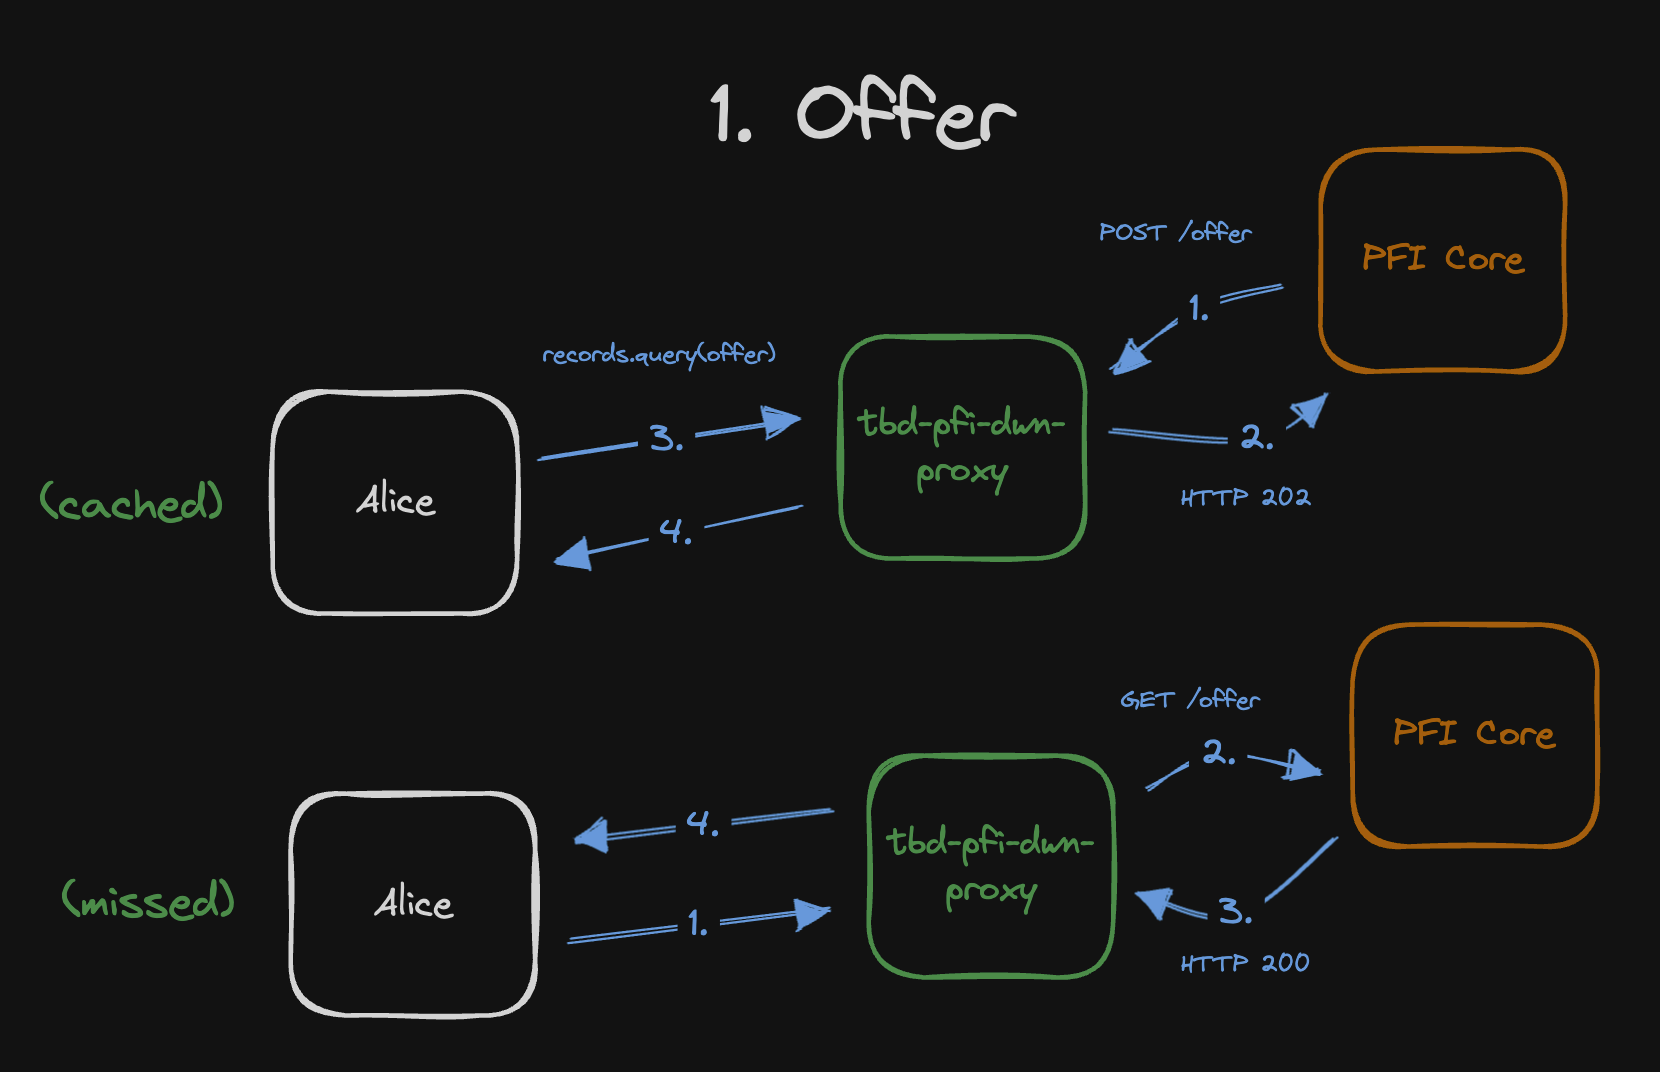 1. Offer
POST /offer
PFI Core
1.
records.query(offer)
tbd-pfi-dwn-
proxy
3.
2.
HTTP 202
(cached)
Alice
4.
GET /offer
PFI Core
2.
4.
tbd-pfi-dwn-
proxy
(missed)
Alice
1.
3.
HTTP 200